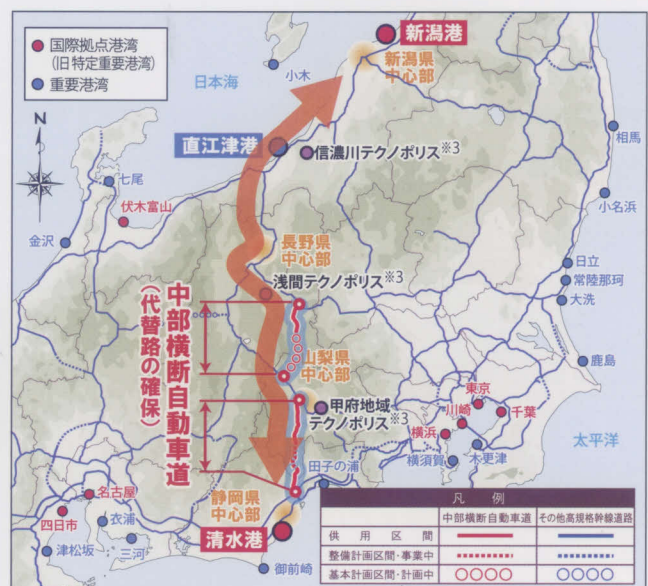 国際拠点港湾
(旧特定重要港湾)
重要港湾
N
新潟港
新潟県
中心部
小木
日本海
直江津港
信濃川テクノポリス※3
相馬
七尾
伏木富山
小名浜
金沢
長野県
中心部
浅間テクノポリス※3
日立
常陸那珂
大洗
中部横断自動車道
(代替路の確保)
山梨県
中心部
鹿島
甲府地域
テクノポリス※3
東京
川崎
千葉
横浜
木更津
横須賀
太平洋
田子の浦
静岡県
中心部
清水港
御前崎
名古屋
四日市
衣浦
津松坂
三河
凡例
中部横断自動車道 その他高規格幹線道路
供用区間
整備計画区間・事業中
基本計画区間・計画中